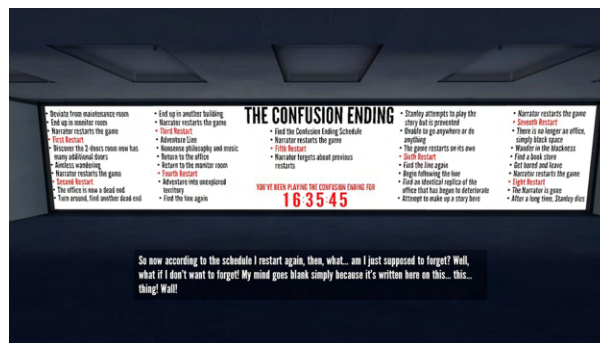 • Deviate from maintenance room
• End up in monitor room
• Narrator restarts the game
• First Restart
• Discover the 2-doors room now has
many additional doors
• Aimless wandering
• Narrator restarts the game
• Second Restart
• The office is now a dead end
• Turn around, find another dead end
• End up in another building
• Narrator restarts the game
• Third Restart
• Adventure Line
• Nonsense philosophy and music
• Return to the office
• Return to the monitor room
• Fourth Restart
• Adventure into unexplored
territory
• Find the line again
THE CONFUSION ENDING
• Find the Confusion Ending Schedule
• Narrator restarts the game
• Fifth Restart
• Narrator forgets about previous
restarts
YOU'VE BEEN PLAYING THE CONFUSION ENDING FOR
16:35:45
• Stanley attempts to play the
story but is prevented
• Unable to go anywhere or do
anything
• The game restarts on its own
• Sixth Restart
• Find the line again
• Begin following the line
• Find an identical replica of the
office that has begun to deteriorate
• Attempt to make up a story here
• Narrator restarts the game
• Seventh Restart
• There is no longer an office,
simply black space
• Wander in the blackness
• Find a book store
• Get bored and leave
• Narrator restarts the game
• Eight Restart
• The Narrator is gone
• After a long time, Stanley dies
So now according to the schedule I restart again, then, what... am I just supposed to forget? Well,
what if I don't want to forget! My mind goes blank simply because it's written here on this... this...
thing! Wall!